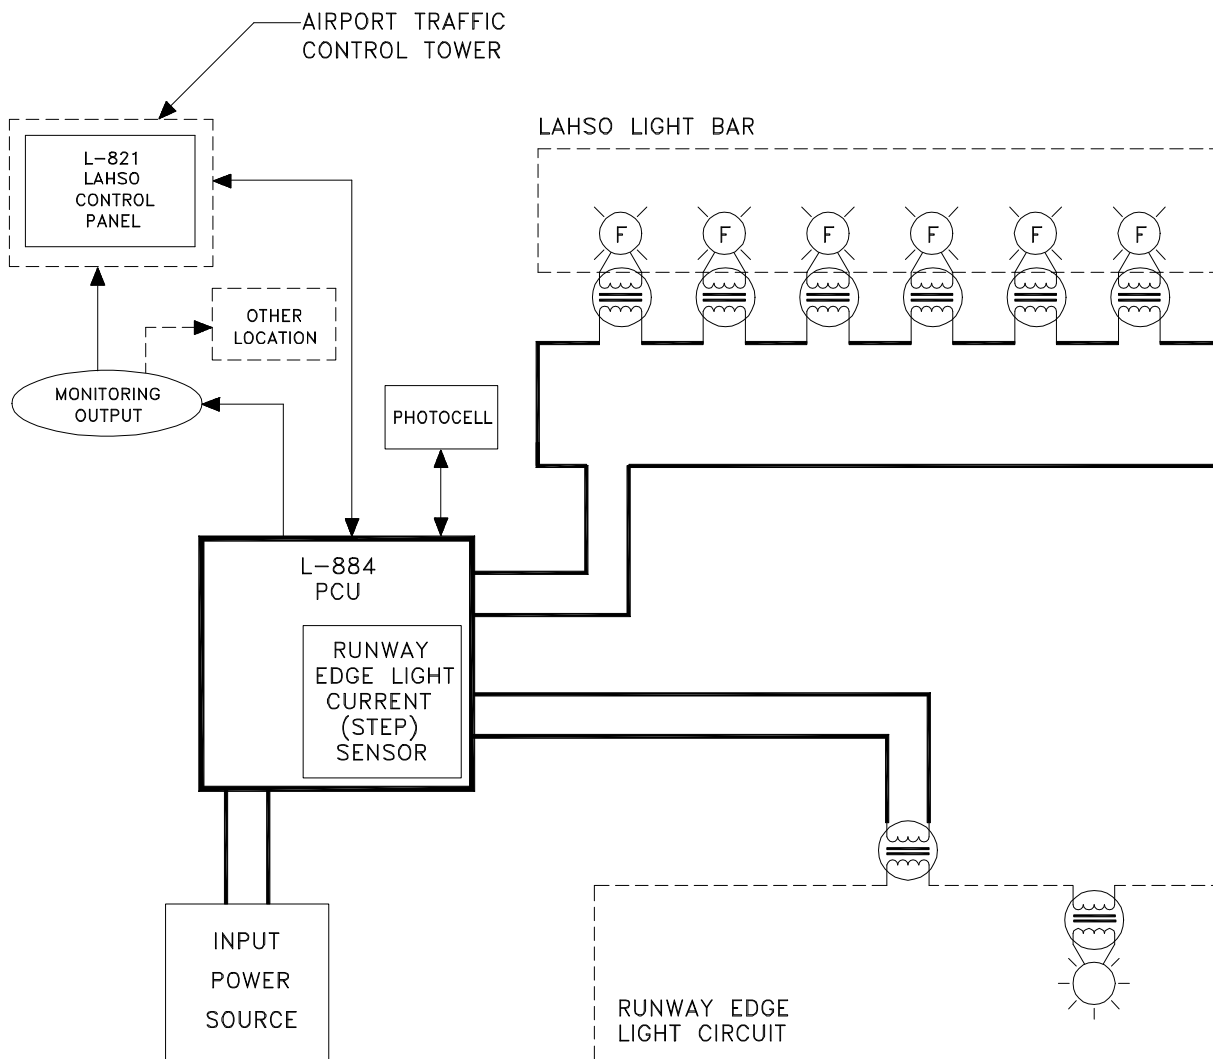 AIRPORT TRAFFIC
CONTROL TOWER
L-821
LAHSO
CONTROL
PANEL
LAHSO LIGHT BAR
F F F F F F
OTHER
LOCATION
MONITORING
OUTPUT
PHOTOCELL
L-884
PCU
RUNWAY
EDGE LIGHT
CURRENT
(STEP)
SENSOR
INPUT
POWER
SOURCE
RUNWAY EDGE
LIGHT CIRCUIT